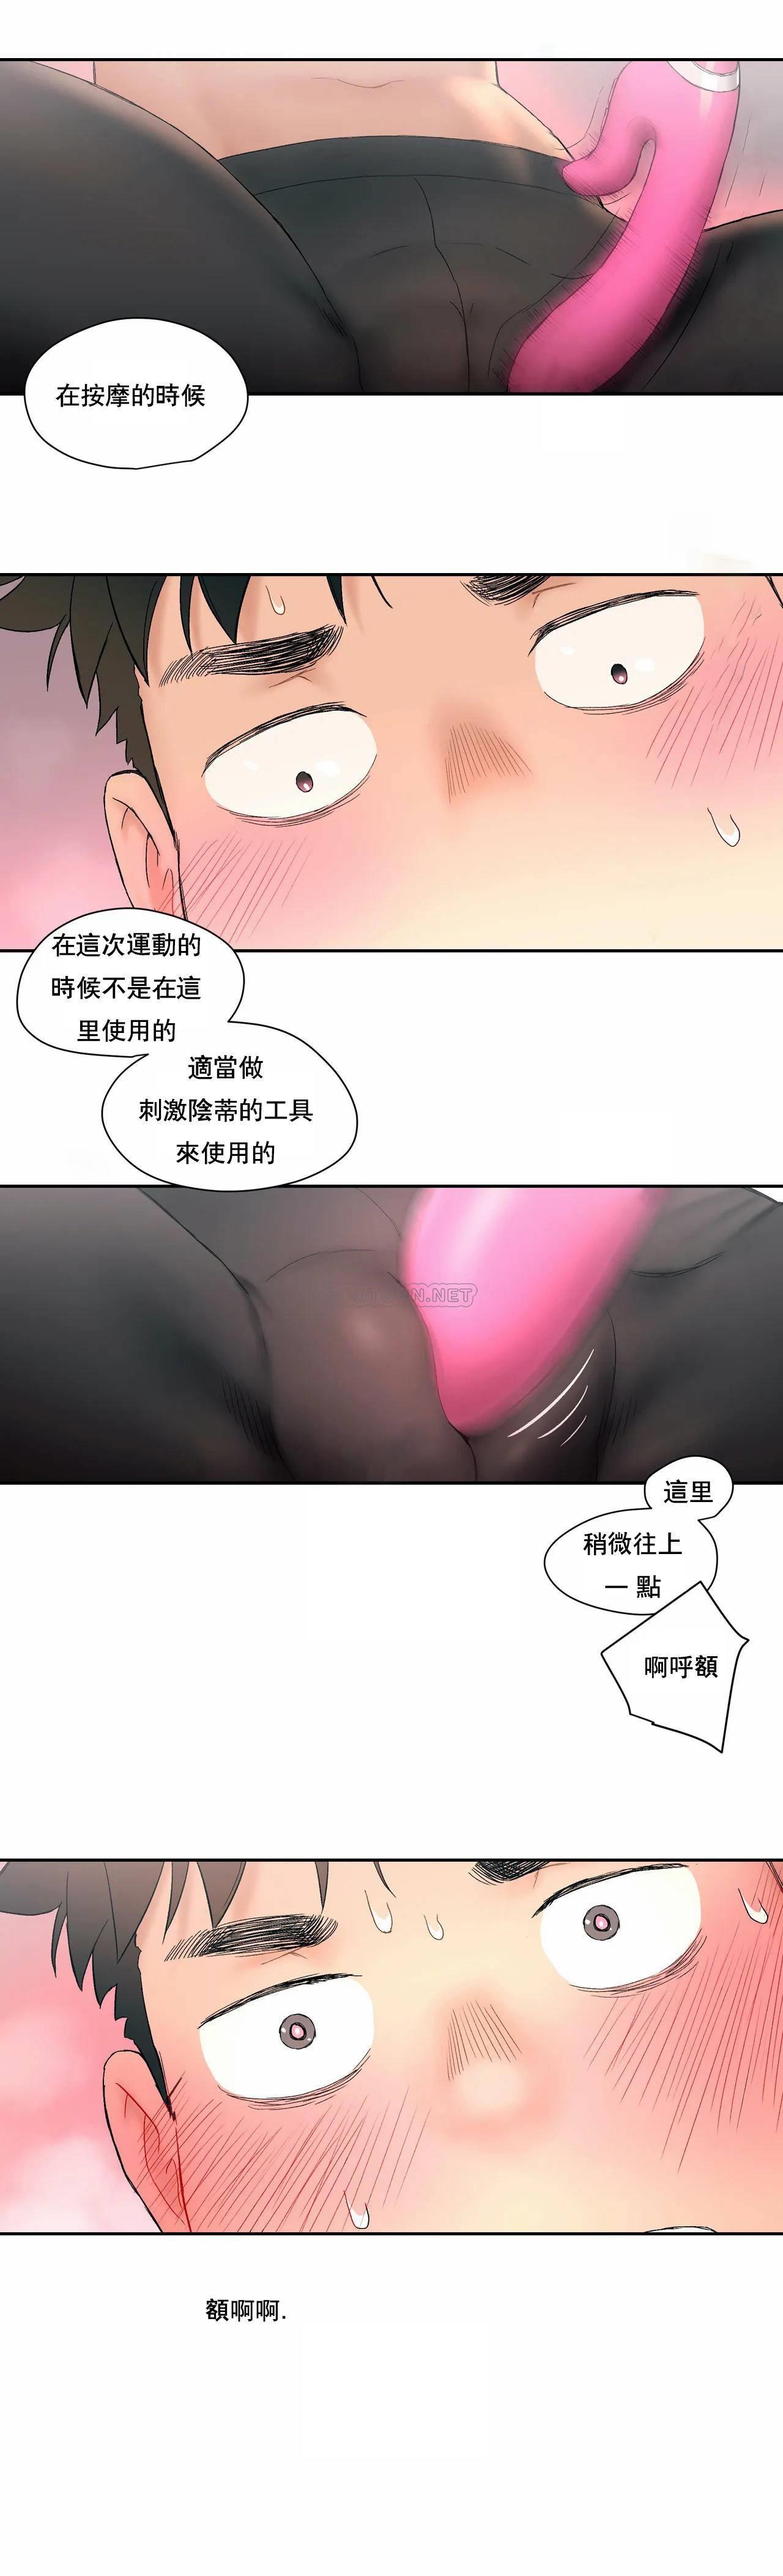 在按摩的時候
在這次運動的
時候不是在這
里使用的
適當做
刺激陰蒂的工具
來使用的
這里
稍微往上
一點
啊呼額
額啊啊.